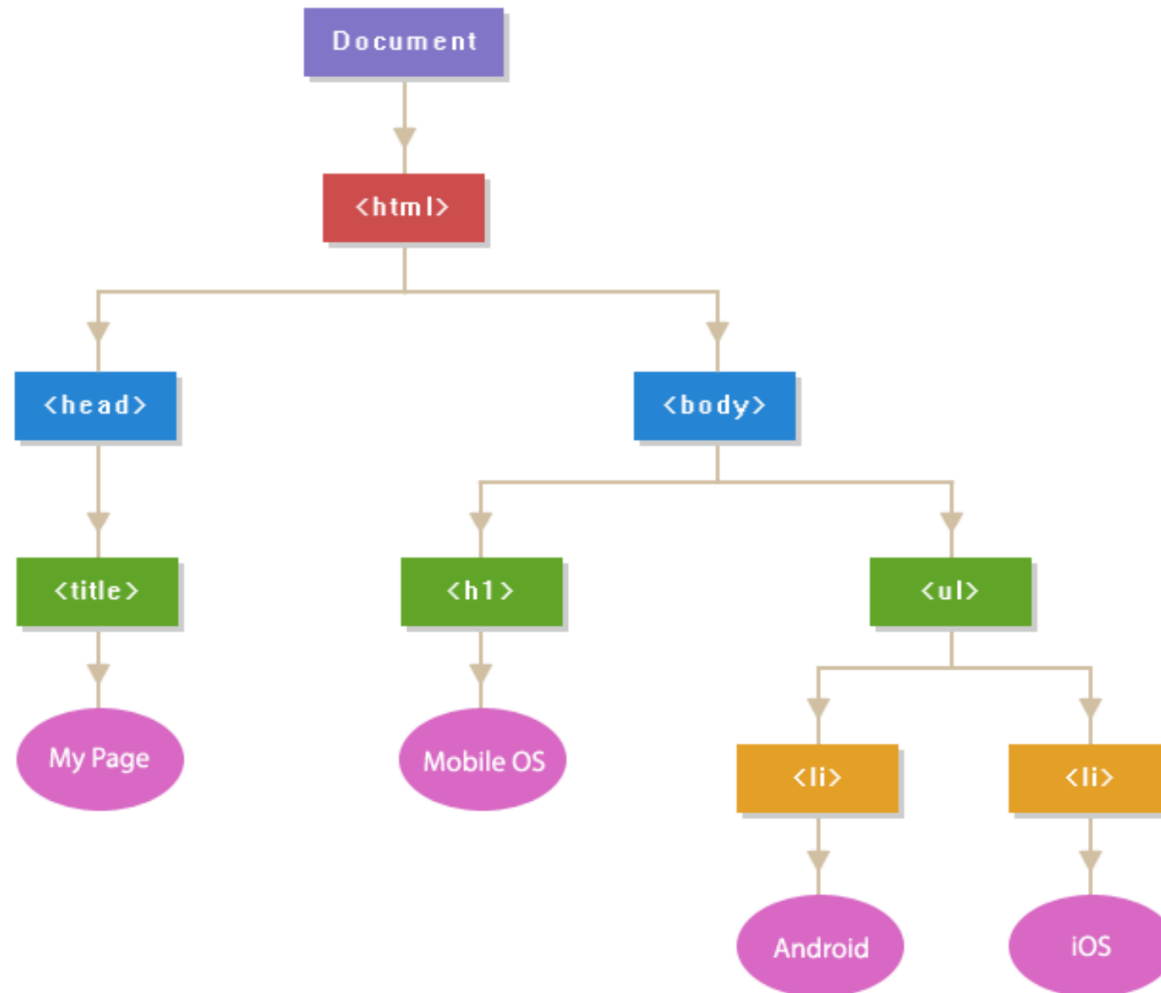 Document
<html>
<head>
<body>
<title>
<h1>
<ul>
My Page
Mobile OS
<li>
<li>
Android
iOS